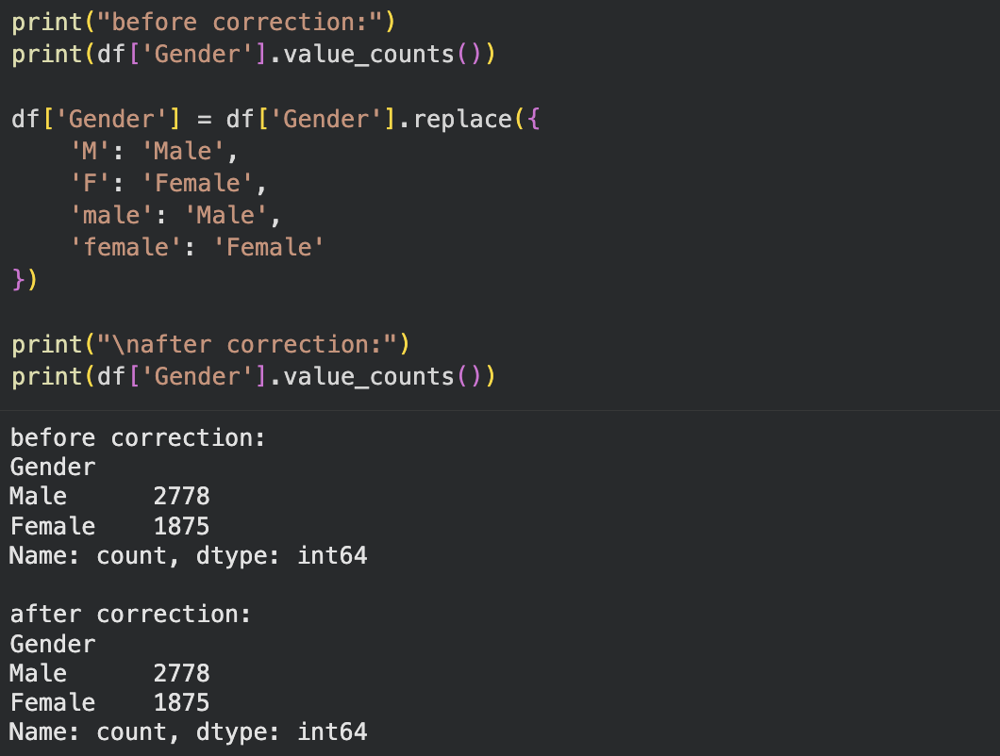 print("before correction:")
print(df['Gender'].value_counts())

df['Gender'] = df['Gender'].replace({
    'M': 'Male',
    'F': 'Female',
    'male': 'Male',
    'female': 'Female'
})

print("\nafter correction:")
print(df['Gender'].value_counts())

before correction:
Gender
Male      2778
Female    1875
Name: count, dtype: int64

after correction:
Gender
Male      2778
Female    1875
Name: count, dtype: int64